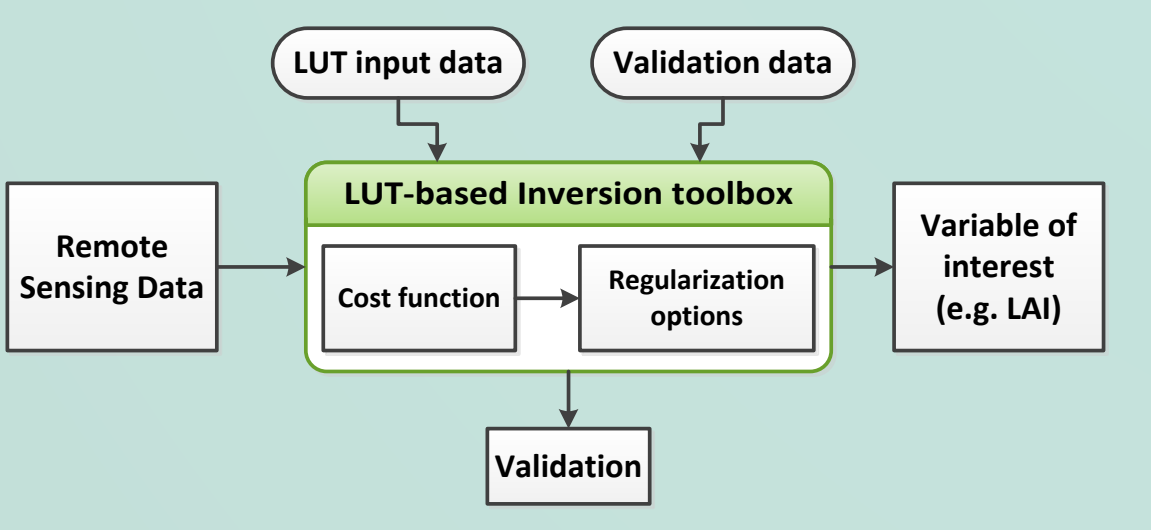 LUT input data
Validation data
LUT-based Inversion toolbox
Remote
Sensing Data
Cost function
Regularization
options
Variable of
interest
(e.g. LAI)
Validation